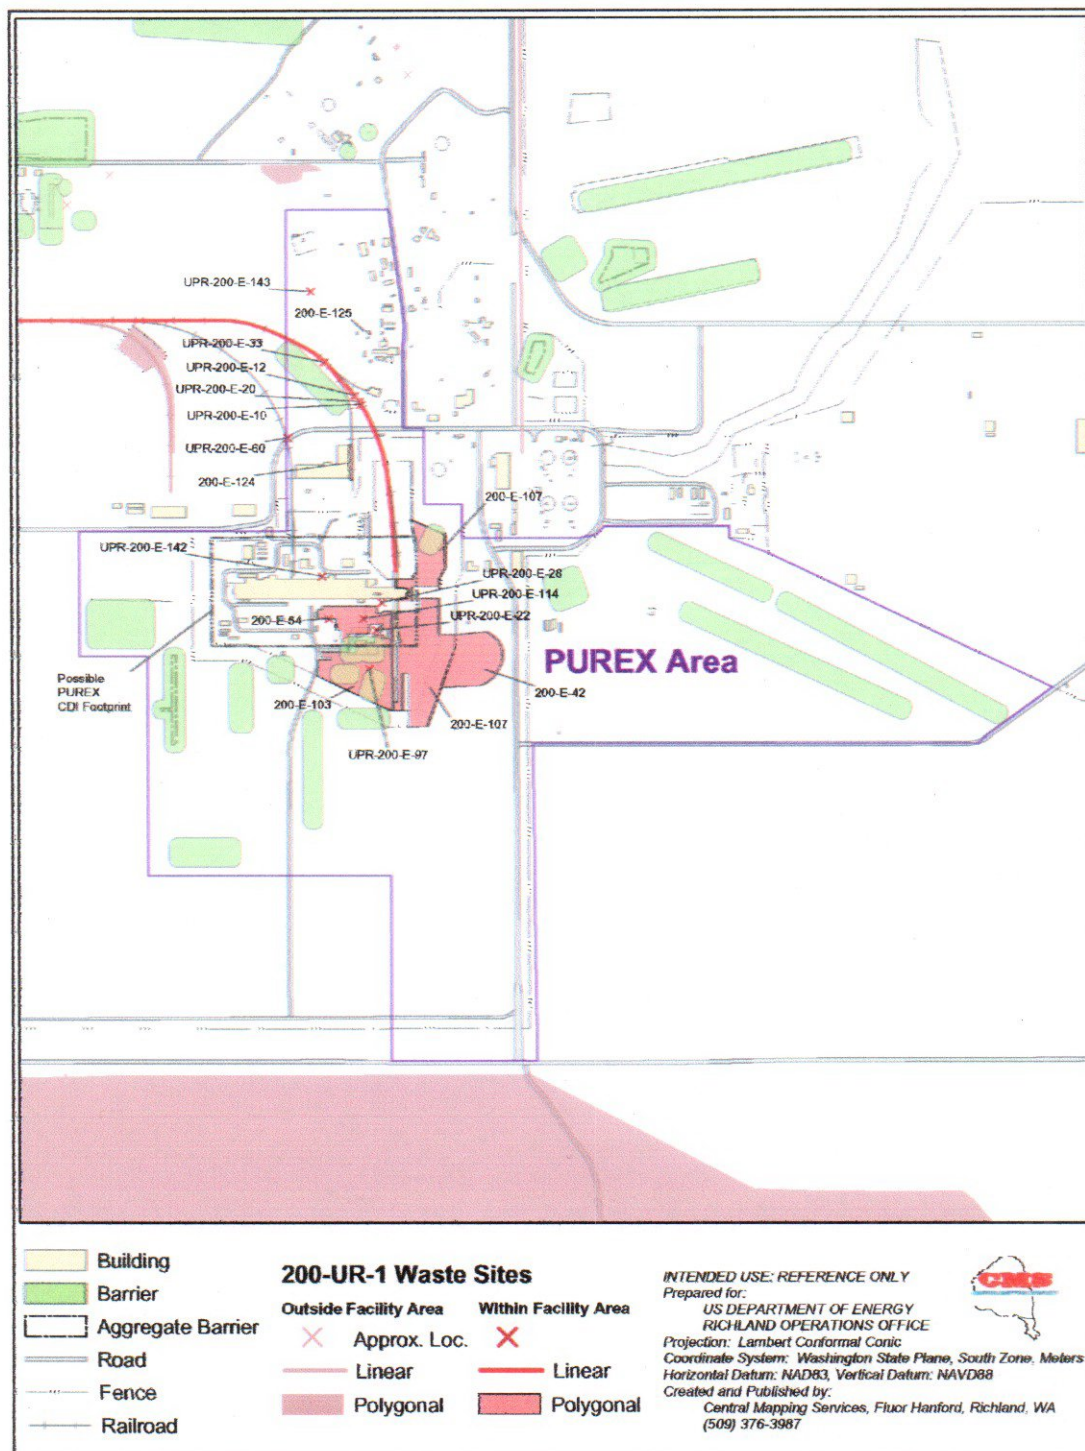 UPR-200-E-143
200-E-125
UPR-200-E-33
UPR-200-E-12
UPR-200-E-20
UPR-200-E-10
UPR-200-E-60
200-E-124
200-E-107
UPR-200-E-142
UPR-200-E-28
UPR-200-E-114
UPR-200-E-22
200-E-54
PUREX Area
Possible
PUREX
CDI Footprint
200-E-42
200-E-103
200-E-107
UPR-200-E-97
Building
Barrier
Aggregate Barrier
Road
Fence
Railroad
200-UR-1 Waste Sites
Outside Facility Area
Within Facility Area
Approx. Loc.
Linear
Linear
Polygonal
Polygonal
INTENDED USE: REFERENCE ONLY
Prepared for:
US DEPARTMENT OF ENERGY
RICHLAND OPERATIONS OFFICE
Projection: Lambert Conformal Conic
Coordinate System: Washington State Plane, South Zone, Meters
Horizontal Datum: NAD83, Vertical Datum: NAVD88
Created and Published by:
Central Mapping Services, Fluor Hanford, Richland, WA
(509) 376-3987
CMS